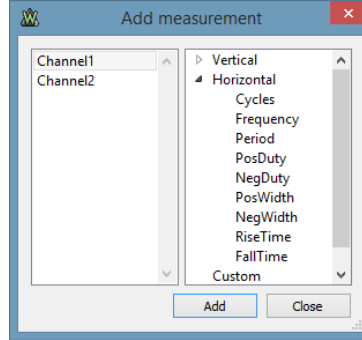 Add measurement
Channel1
Channel2
Vertical
Horizontal
Cycles
Frequency
Period
PosDuty
NegDuty
PosWidth
NegWidth
RiseTime
FallTime
Custom
Add
Close